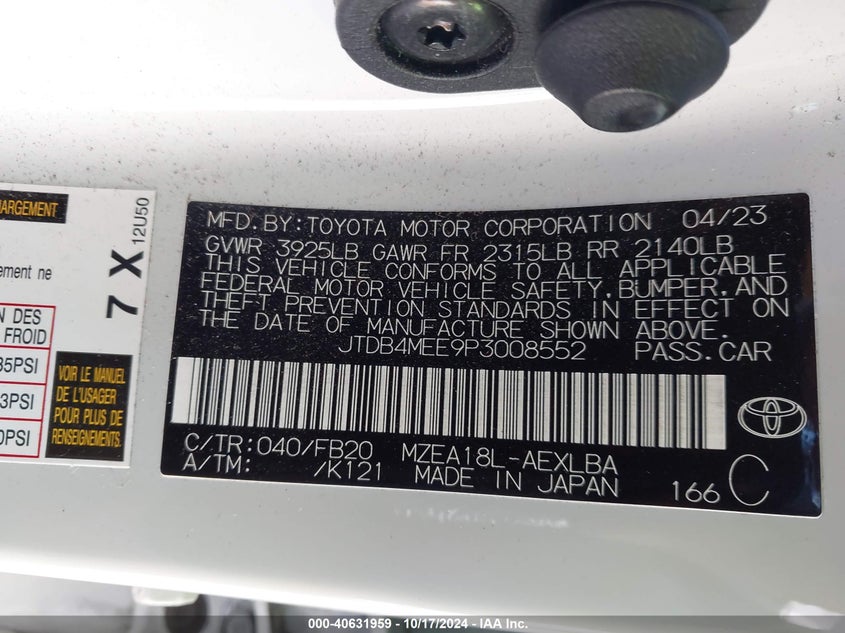 HARGEMENT
ement ne
N DES
FROID
35PSI
3PSI
0PSI
7 X 12U50
VOIR LE MANUEL
DE L'USAGER
POUR PLUS DE
RENSEIGNEMENTS.
MFD.BY:TOYOTA MOTOR CORPORATION 04/23
GVWR 3925LB GAWR FR 2315LB RR 2140LB
THIS VEHICLE CONFORMS TO ALL APPLICABLE
FEDERAL MOTOR VEHICLE SAFETY,BUMPER,AND
THEFT PREVENTION STANDARDS IN EFFECT ON
THE DATE OF MANUFACTURE SHOWN ABOVE.
JTDB4MEE9P3008552 PASS.CAR
C/TR:040/FB20 MZEA18L-AEXLBA
A/TM: /K121 MADE IN JAPAN 166 C
000-40631959 - 10/17/2024 - IAA Inc.